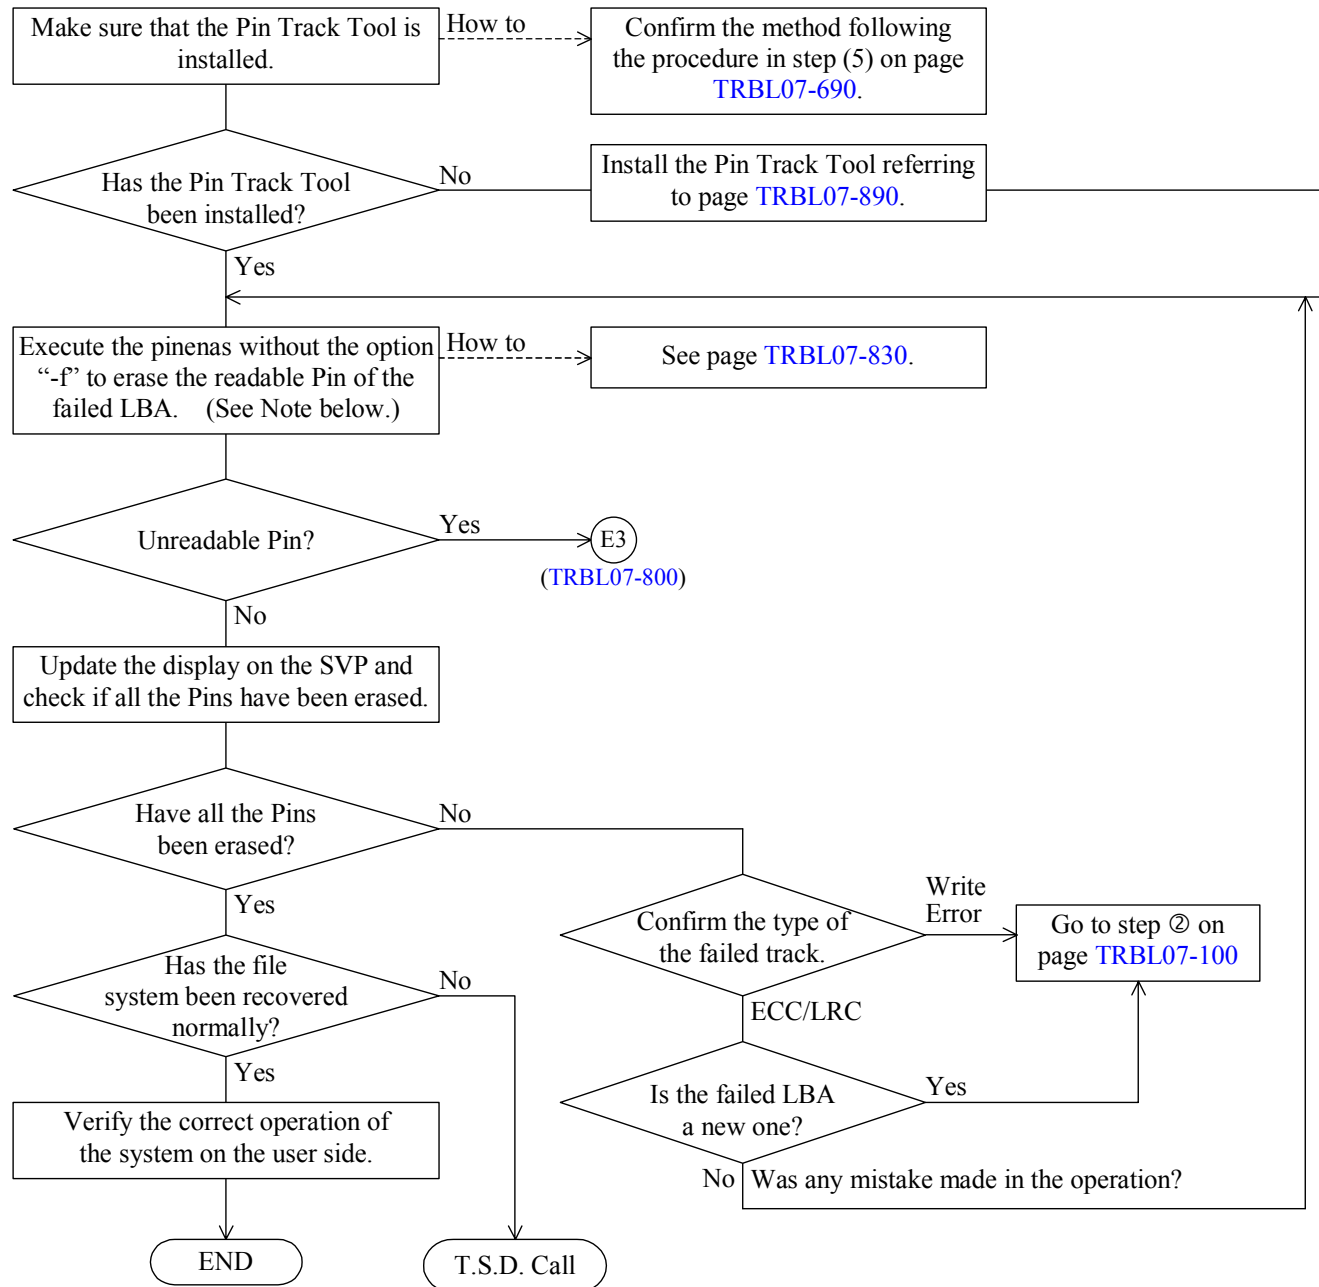 Make sure that the Pin Track Tool is
installed.
How to
Confirm the method following
the procedure in step (5) on page
TRBL07-690.
Has the Pin Track Tool
been installed?
No
Install the Pin Track Tool referring
to page TRBL07-890.
Yes
Execute the pinenas without the option
“-f” to erase the readable Pin of the
failed LBA. (See Note below.)
How to
See page TRBL07-830.
Unreadable Pin?
Yes
E3
(TRBL07-800)
No
Update the display on the SVP and
check if all the Pins have been erased.
Have all the Pins
been erased?
No
Yes
Confirm the type of
the failed track.
Write
Error
Go to step ② on
page TRBL07-100
ECC/LRC
Is the failed LBA
a new one?
Yes
No
Was any mistake made in the operation?
Has the file
system been recovered
normally?
No
Yes
Verify the correct operation of
the system on the user side.
END
T.S.D. Call